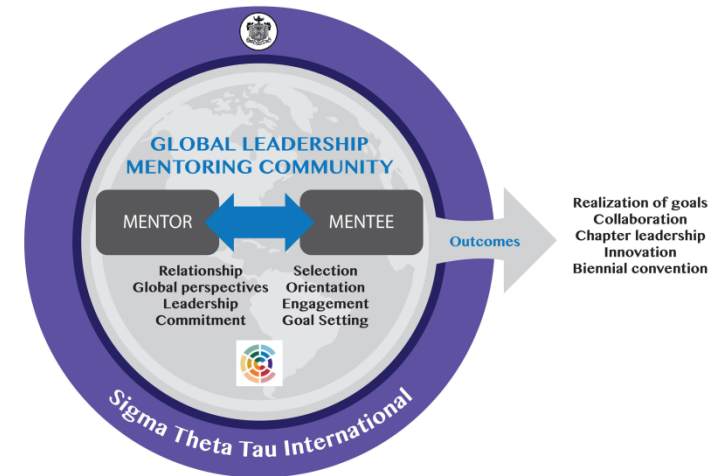 GLOBAL LEADERSHIP
MENTORING COMMUNITY
MENTOR
MENTEE
Relationship
Global perspectives
Leadership
Commitment
Selection
Orientation
Engagement
Goal Setting
Outcomes
Realization of goals
Collaboration
Chapter leadership
Innovation
Biennial convention
Sigma Theta Tau International